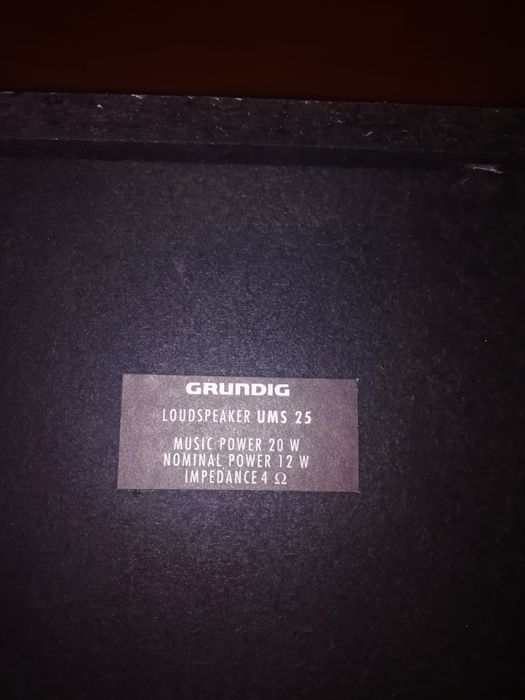 GRUNDIG
LOUDSPEAKER UMS 25
MUSIC POWER 20 W
NOMINAL POWER 12 W
IMPEDANCE 4 Ω